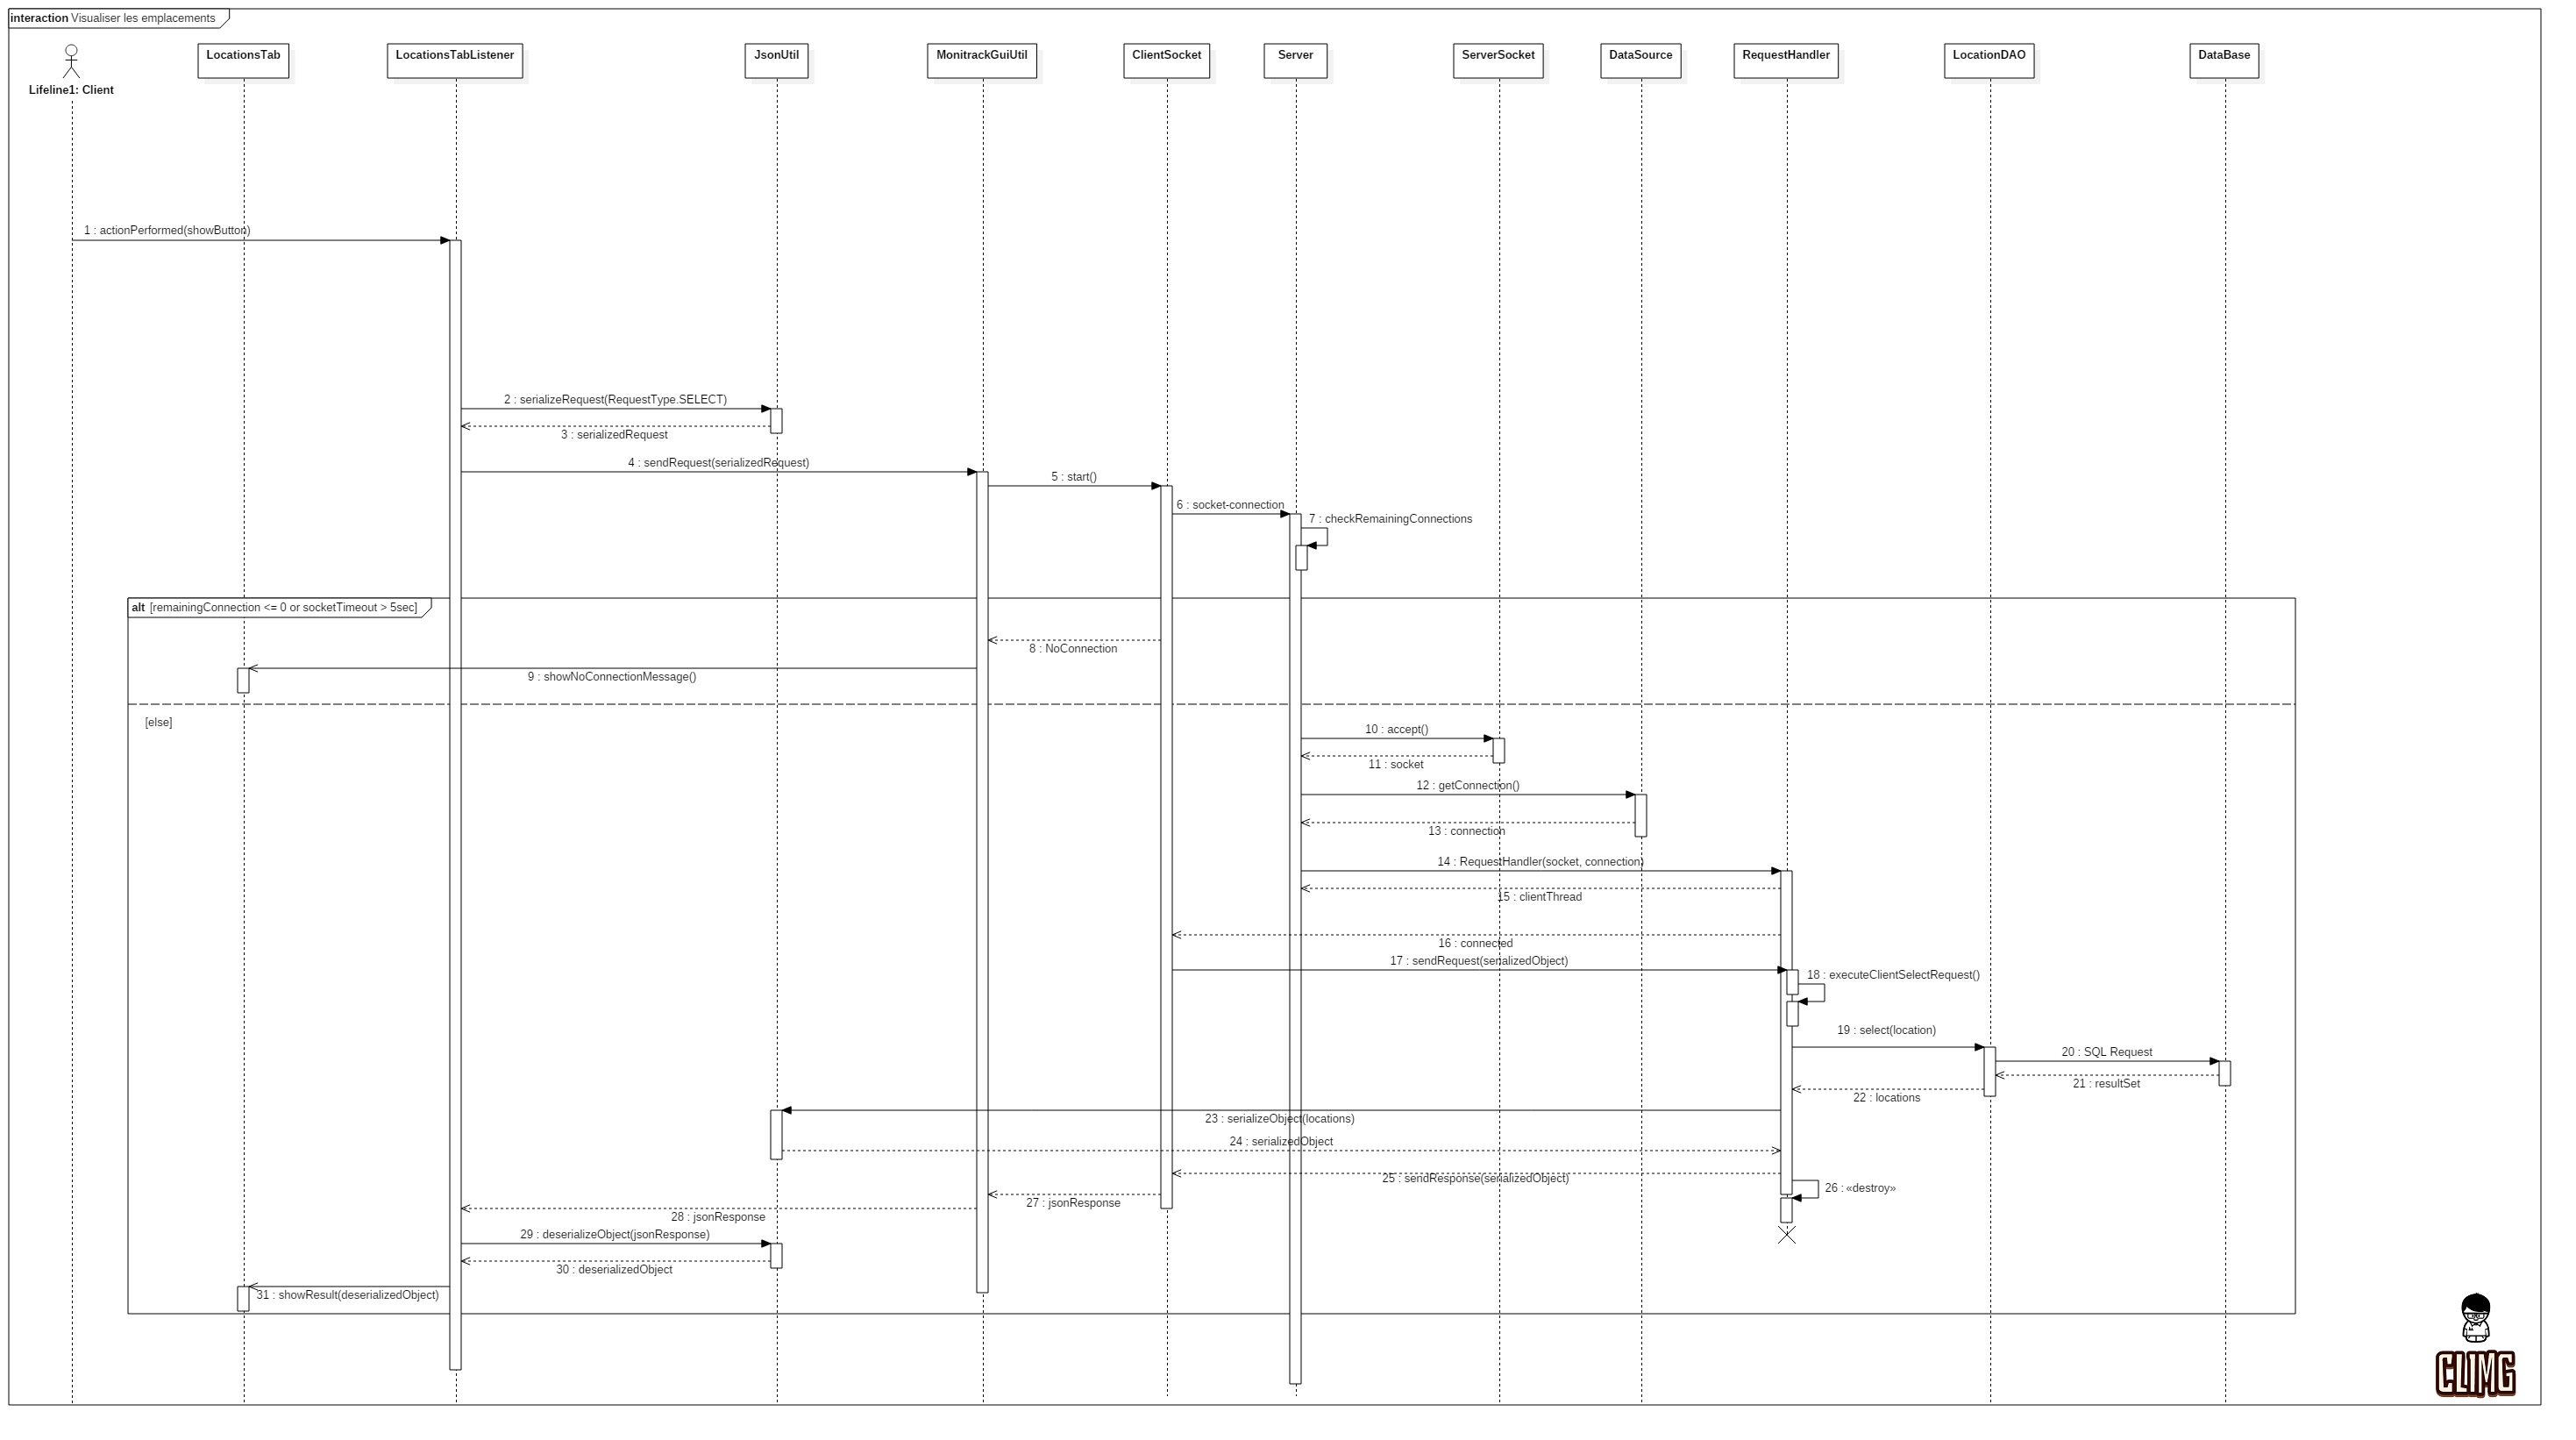 interaction Visualiser les emplacements
LocationsTab
LocationsTabListener
JsonUtil
MonitrackGuiUtil
ClientSocket
Server
ServerSocket
DataSource
RequestHandler
LocationDAO
DataBase
Lifeline1: Client
1 : actionPerformed(showButton)
2 : serializeRequest(RequestType.SELECT)
3 : serializedRequest
4 : sendRequest(serializedRequest)
5 : start()
6 : socket-connection
7 : checkRemainingConnections
alt [remainingConnection <= 0 or socketTimeout > 5sec]
8 : NoConnection
9 : showNoConnectionMessage()
[else]
10 : accept()
11 : socket
12 : getConnection()
13 : connection
14 : RequestHandler(socket, connection)
15 : clientThread
16 : connected
17 : sendRequest(serializedObject)
18 : executeClientSelectRequest()
19 : select(location)
20 : SQL Request
21 : resultSet
22 : locations
23 : serializeObject(locations)
24 : serializedObject
25 : sendResponse(serializedObject)
26 : «destroy»
27 : jsonResponse
28 : jsonResponse
29 : deserializeObject(jsonResponse)
30 : deserializedObject
31 : showResult(deserializedObject)
CLIMG